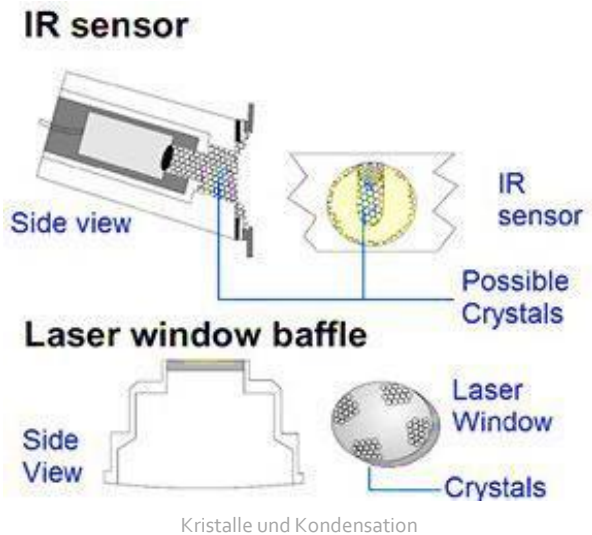 IR sensor
Side view
IR
sensor
Possible
Crystals
Laser window baffle
Side
View
Laser
Window
Crystals
Kristalle und Kondensation